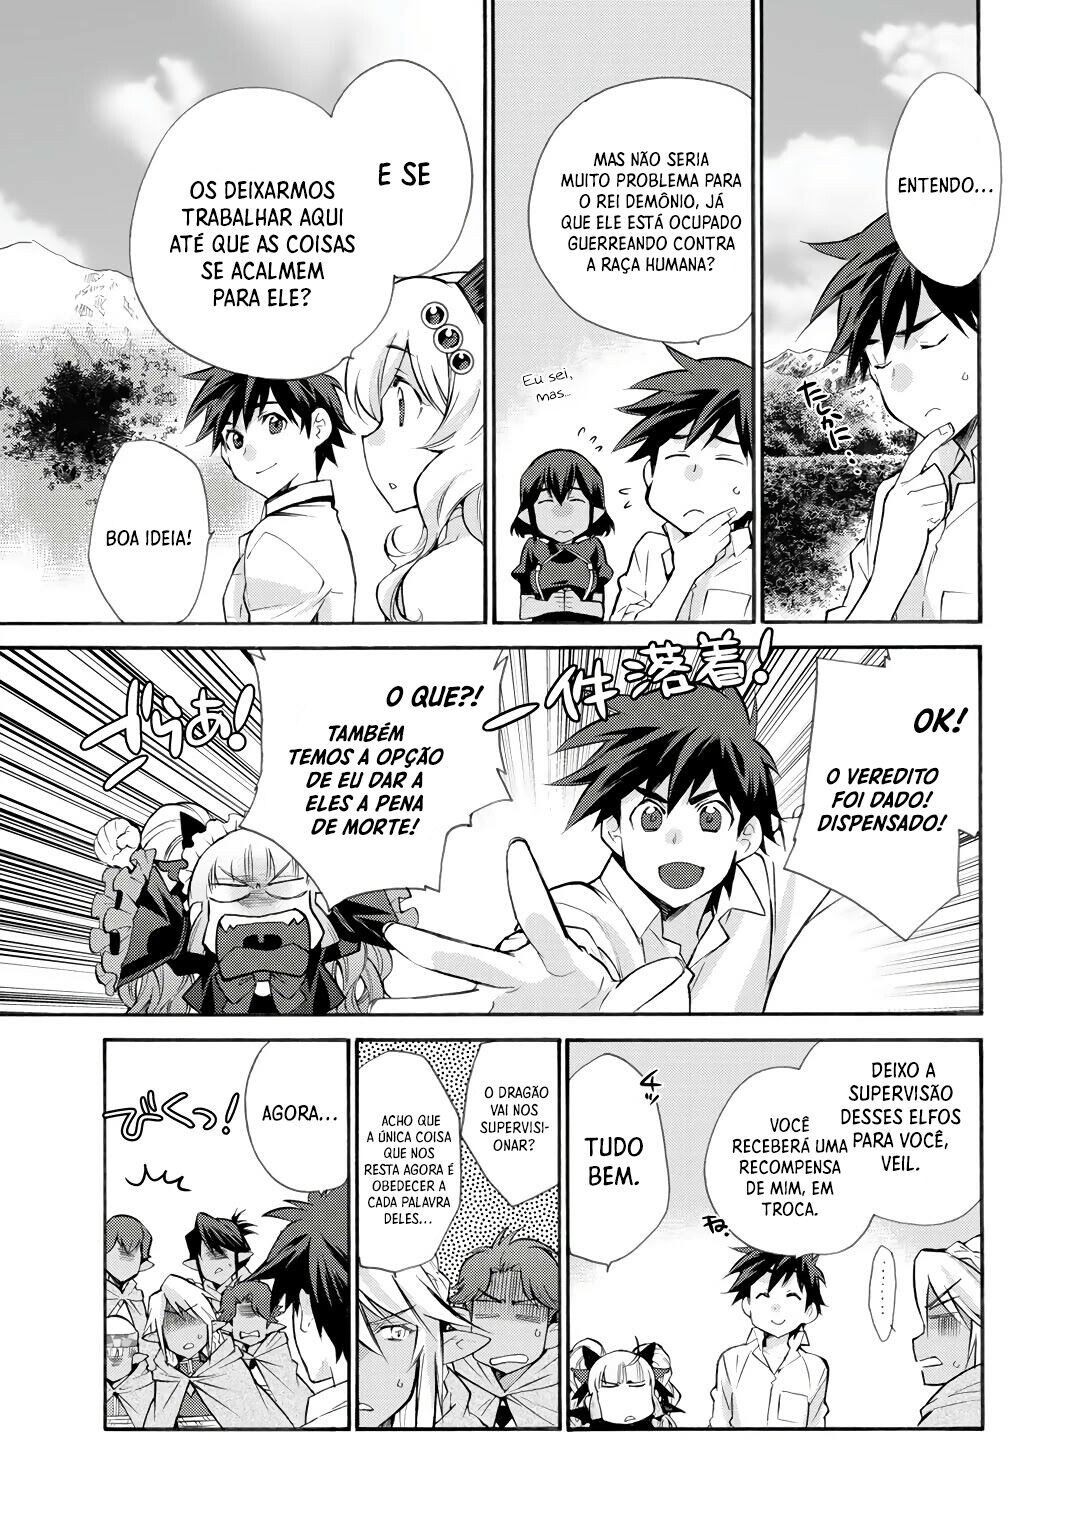 ENTENDO...
たしかに…
MAS NÃO SERIA
MUITO PROBLEMA PARA
O REI DEMÔNIO, JÁ
QUE ELE ESTÁ OCUPADO
GUERREANDO CONTRA
A RAÇA HUMANA?
Eu sei,
mas...
E SE
OS DEIXARMOS
TRABALHAR AQUI
ATÉ QUE AS COISAS
SE ACALMEM
PARA ELE?
BOA IDEIA!
OK!
O VEREDITO
FOI DADO!
DISPENSADO!
一件落着!
O QUE?!
TAMBÉM
TEMOS A OPÇÃO
DE EU DAR A
ELES A PENA
DE MORTE!
DEIXO A
SUPERVISÃO
DESSES ELFOS
PARA VOCÊ,
VEIL.
VOCÊ
RECEBERÁ UMA
RECOMPENSA
DE MIM, EM
TROCA.
TUDO
BEM.
ね。
......
O DRAGÃO
VAI NOS
SUPERVISI-
ONAR?
ACHO QUE
A ÚNICA COISA
QUE NOS
RESTA AGORA É
OBEDECER A
CADA PALAVRA
DELES...
AGORA...
びくっ!